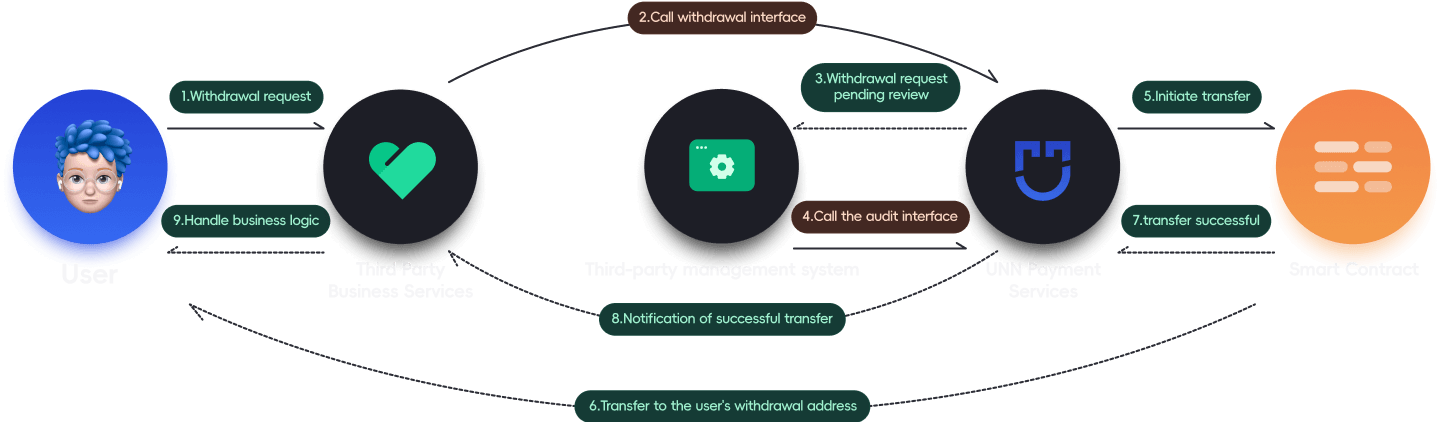 2.Call withdrawal interface
1.Withdrawal request
3.Withdrawal request
pending review
5.Initiate transfer
9.Handle business logic
4.Call the audit interface
7.transfer successful
User
Third Party
Business Services
Third-party management system
UNN Payment
Services
Smart Contract
8.Notification of successful transfer
6.Transfer to the user's withdrawal address